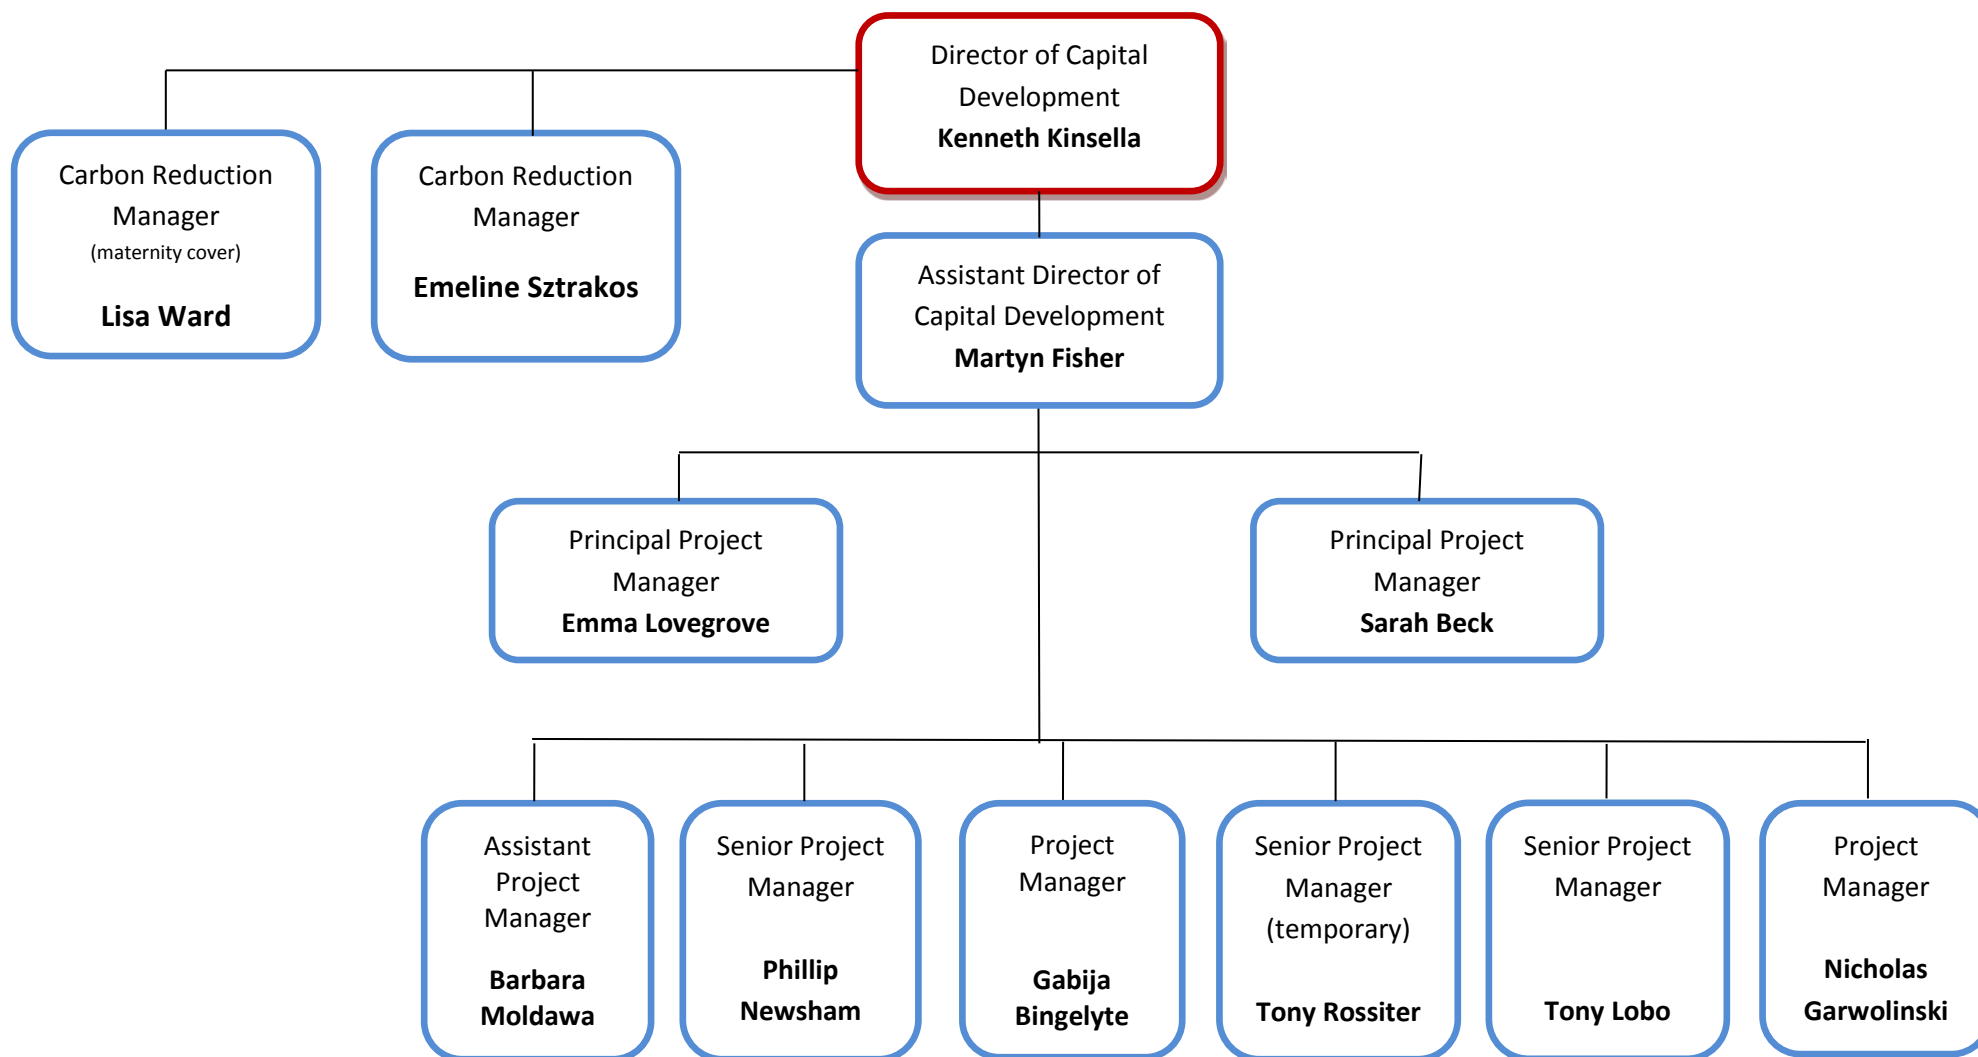 Director of Capital
Development
Kenneth Kinsella
Carbon Reduction
Manager
(maternity cover)
Lisa Ward
Carbon Reduction
Manager
Emeline Sztrakos
Assistant Director of
Capital Development
Martyn Fisher
Principal Project
Manager
Emma Lovegrove
Principal Project
Manager
Sarah Beck
Assistant
Project
Manager
Barbara
Moldawa
Senior Project
Manager
Phillip
Newsham
Project
Manager
Gabija
Bingelyte
Senior Project
Manager
(temporary)
Tony Rossiter
Senior Project
Manager
Tony Lobo
Project
Manager
Nicholas
Garwolinski